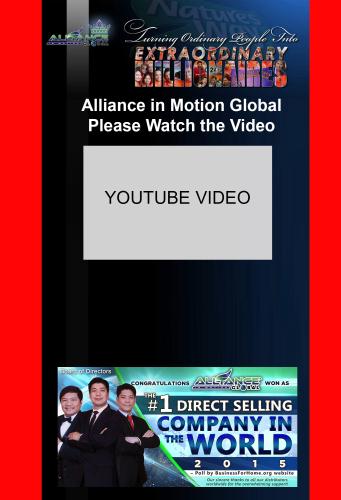 ALLIANCE
Turning Ordinary People Into
EXTRAORDINARY
MILLIONAIRES
Alliance in Motion Global
Please Watch the Video
YOUTUBE VIDEO
Board of Directors
CONGRATULATIONS ALLIANCE WON AS
GLOBAL
THE #1 DIRECT SELLING
COMPANY IN THE WORLD
2015
- Poll by BusinessForHome.org website
Our sincere thanks to all our distributors
worldwide for the overwhelming support!